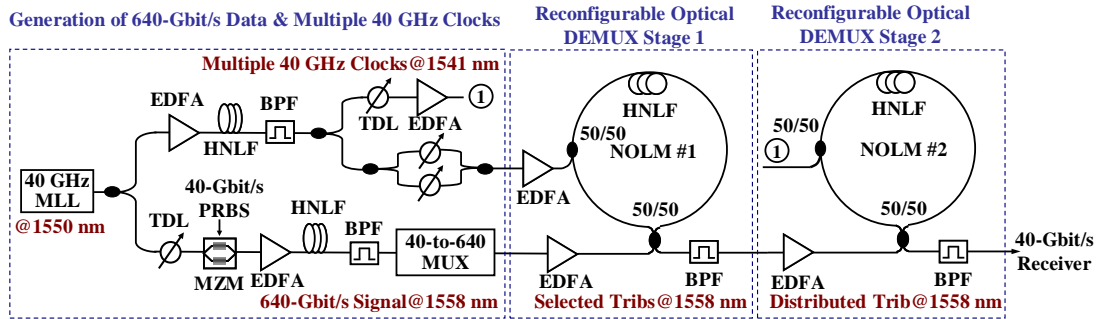 Generation of 640-Gbit/s Data & Multiple 40 GHz Clocks
Reconfigurable Optical
DEMUX Stage 1
Reconfigurable Optical
DEMUX Stage 2
Multiple 40 GHz Clocks@1541 nm
EDFA
HNLF
BPF
TDL
EDFA
1
40 GHz
MLL
@1550 nm
TDL
40-Gbit/s
PRBS
MZM
EDFA
HNLF
BPF
40-to-640
MUX
640-Gbit/s Signal@1558 nm
EDFA
50/50
HNLF
NOLM #1
50/50
EDFA
BPF
Selected Tribs@1558 nm
1
50/50
HNLF
NOLM #2
50/50
EDFA
BPF
Distributed Trib@1558 nm
40-Gbit/s
Receiver